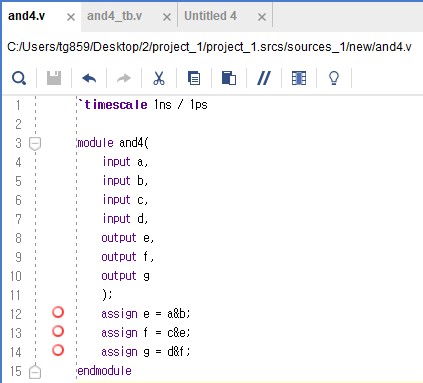 and4.v × and4_tb.v × Untitled 4 ×
C:/Users/tg859/Desktop/2/project_1/project_1.srcs/sources_1/new/and4.v
1 `timescale 1ns / 1ps
2
3 module and4(
4 input a,
5 input b,
6 input c,
7 input d,
8 output e,
9 output f,
10 output g
11 );
12 assign e = a&b;
13 assign f = c&e;
14 assign g = d&f;
15 endmodule